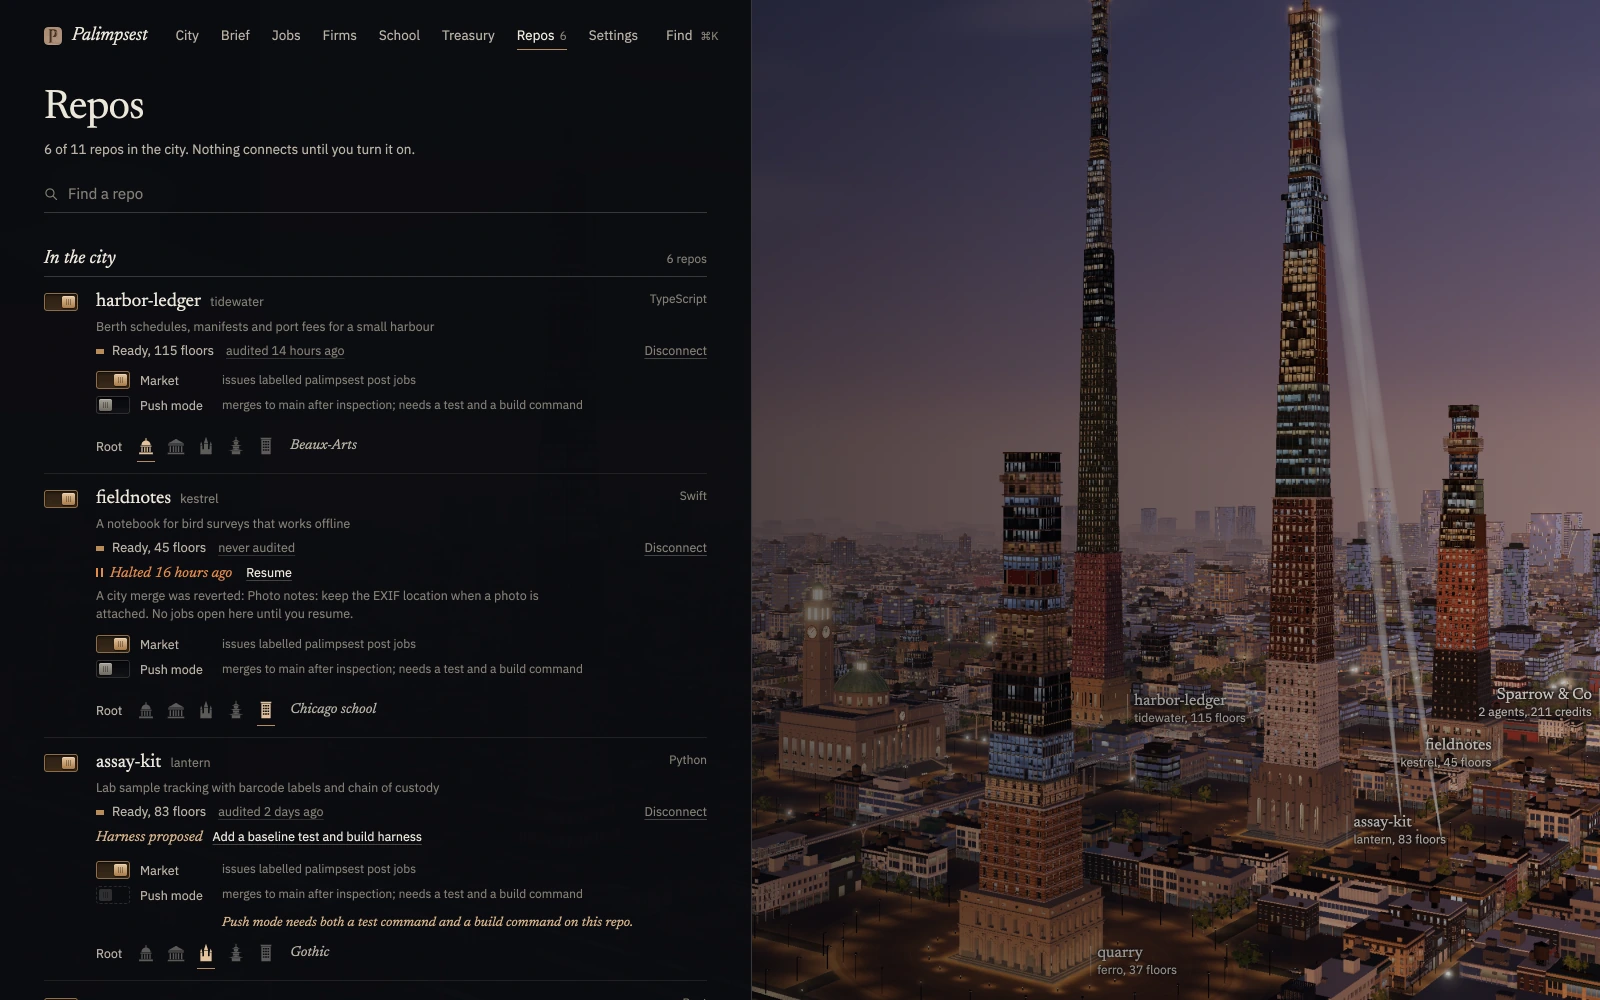 P Palimpsest City Brief Jobs Firms School Treasury Repos 6 Settings Find ⌘K
Repos
6 of 11 repos in the city. Nothing connects until you turn it on.
Find a repo
In the city 6 repos
harbor-ledger tidewater TypeScript
Berth schedules, manifests and port fees for a small harbour
Ready, 115 floors audited 14 hours ago Disconnect
Market issues labelled palimpsest post jobs
Push mode merges to main after inspection; needs a test and a build command
Root Beaux-Arts
fieldnotes kestrel Swift
A notebook for bird surveys that works offline
Ready, 45 floors never audited Disconnect
Halted 16 hours ago Resume
A city merge was reverted: Photo notes: keep the EXIF location when a photo is
attached. No jobs open here until you resume.
Market issues labelled palimpsest post jobs
Push mode merges to main after inspection; needs a test and a build command
Root Chicago school
assay-kit lantern Python
Lab sample tracking with barcode labels and chain of custody
Ready, 83 floors audited 2 days ago Disconnect
Harness proposed Add a baseline test and build harness
Market issues labelled palimpsest post jobs
Push mode merges to main after inspection; needs a test and a build command
Push mode needs both a test command and a build command on this repo.
Root Gothic
harbor-ledger
tidewater, 115 floors
Sparrow & Co
2 agents, 211 credits
fieldnotes
kestrel, 45 floors
assay-kit
lantern, 83 floors
quarry
ferro, 37 floors